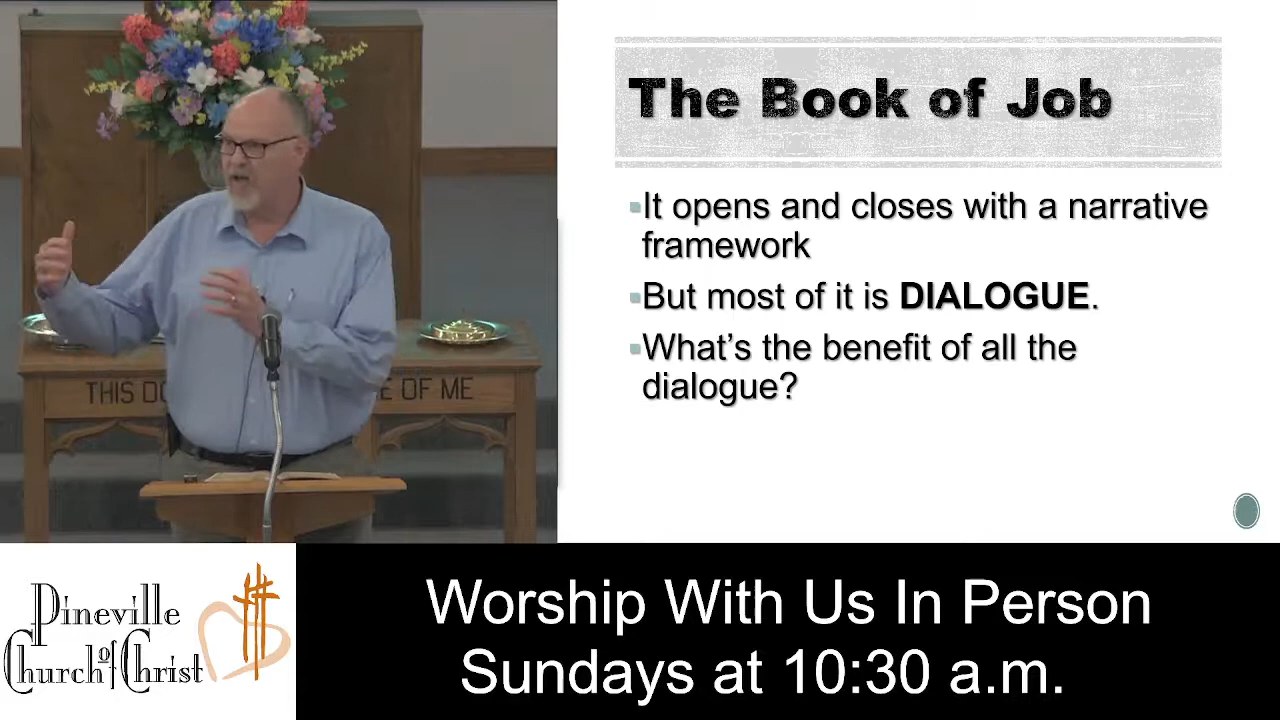 The Book of Job
▪It opens and closes with a narrative
framework
▪But most of it is DIALOGUE.
▪What’s the benefit of all the
dialogue?
THIS DO E OF ME
Pineville
Church of Christ
Worship With Us In Person
Sundays at 10:30 a.m.